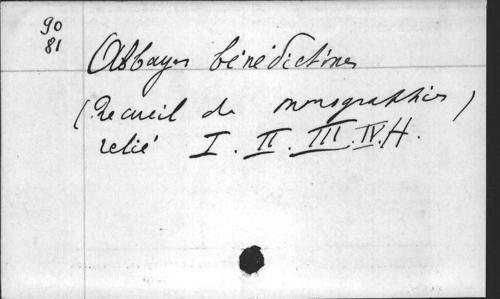 90
81
Abbayes bénédictines
(Recueil de monographies)
relié I. II. III. IV. H.